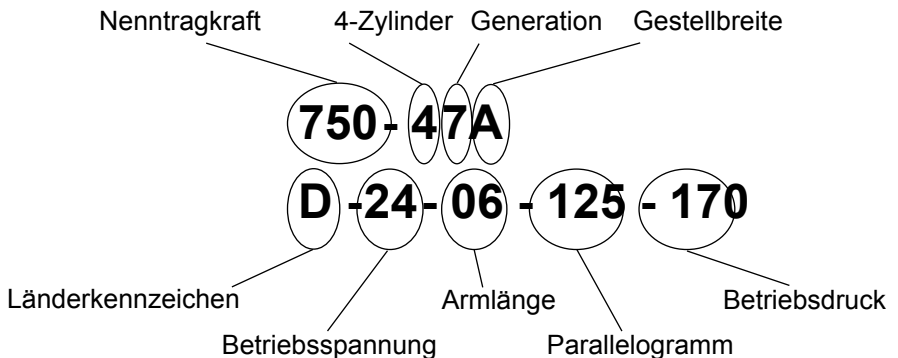 Nenntragkraft 4-Zylinder Generation Gestellbreite
750- 47A
D -24- 06 - 125 - 170
Länderkennzeichen Armlänge Betriebsdruck
Betriebsspannung Parallelogramm